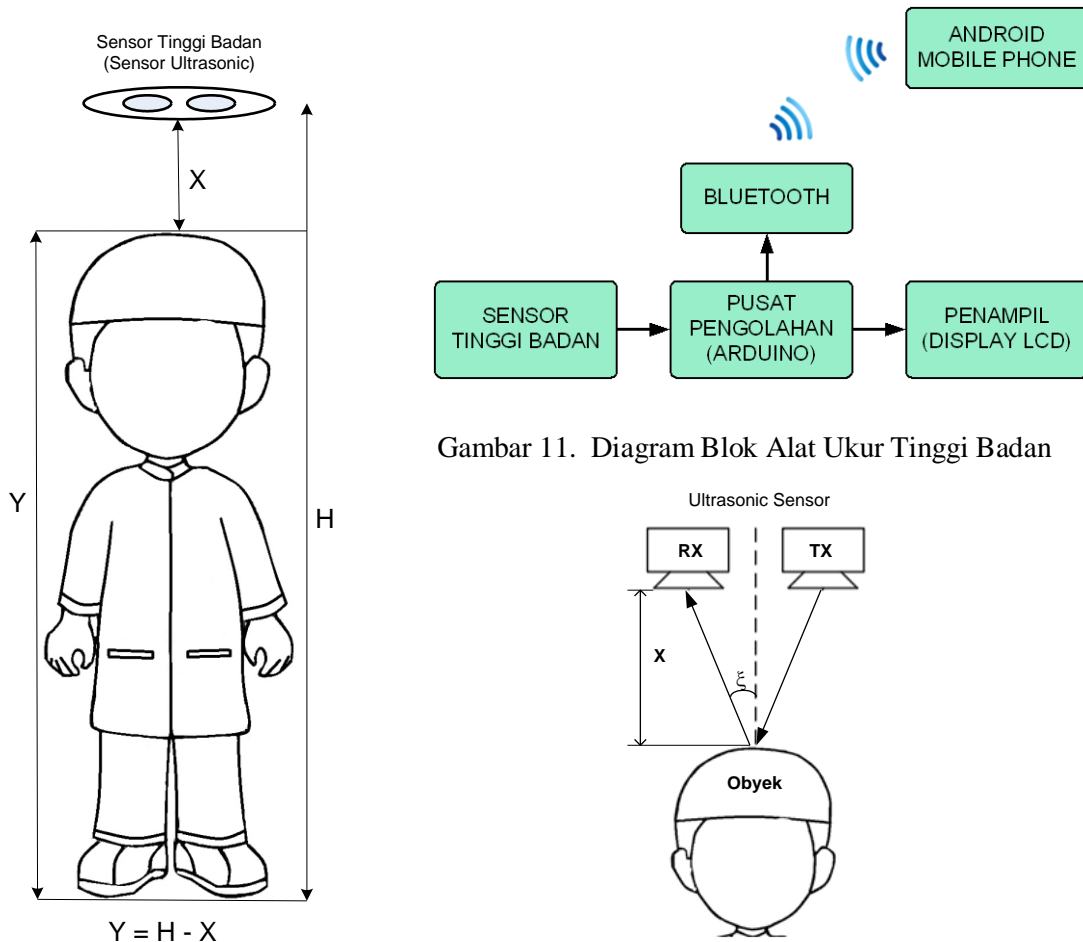 Sensor Tinggi Badan
(Sensor Ultrasonic)
X
Y
H
Y = H - X
ANDROID
MOBILE PHONE
BLUETOOTH
SENSOR
TINGGI BADAN
PUSAT
PENGOLAHAN
(ARDUINO)
PENAMPIL
(DISPLAY LCD)
Gambar 11. Diagram Blok Alat Ukur Tinggi Badan
Ultrasonic Sensor
RX
TX
X
ξ
Obyek